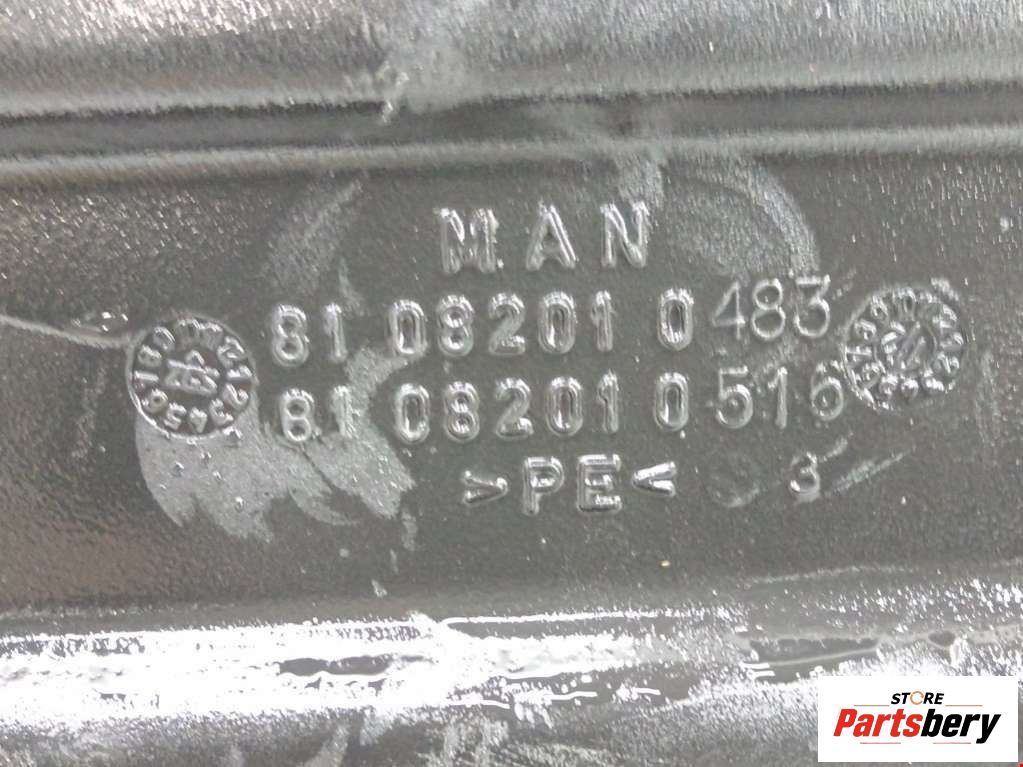 MAN
81 08201 0483
81 08201 0516
>PE<
3
STORE
Partsbery